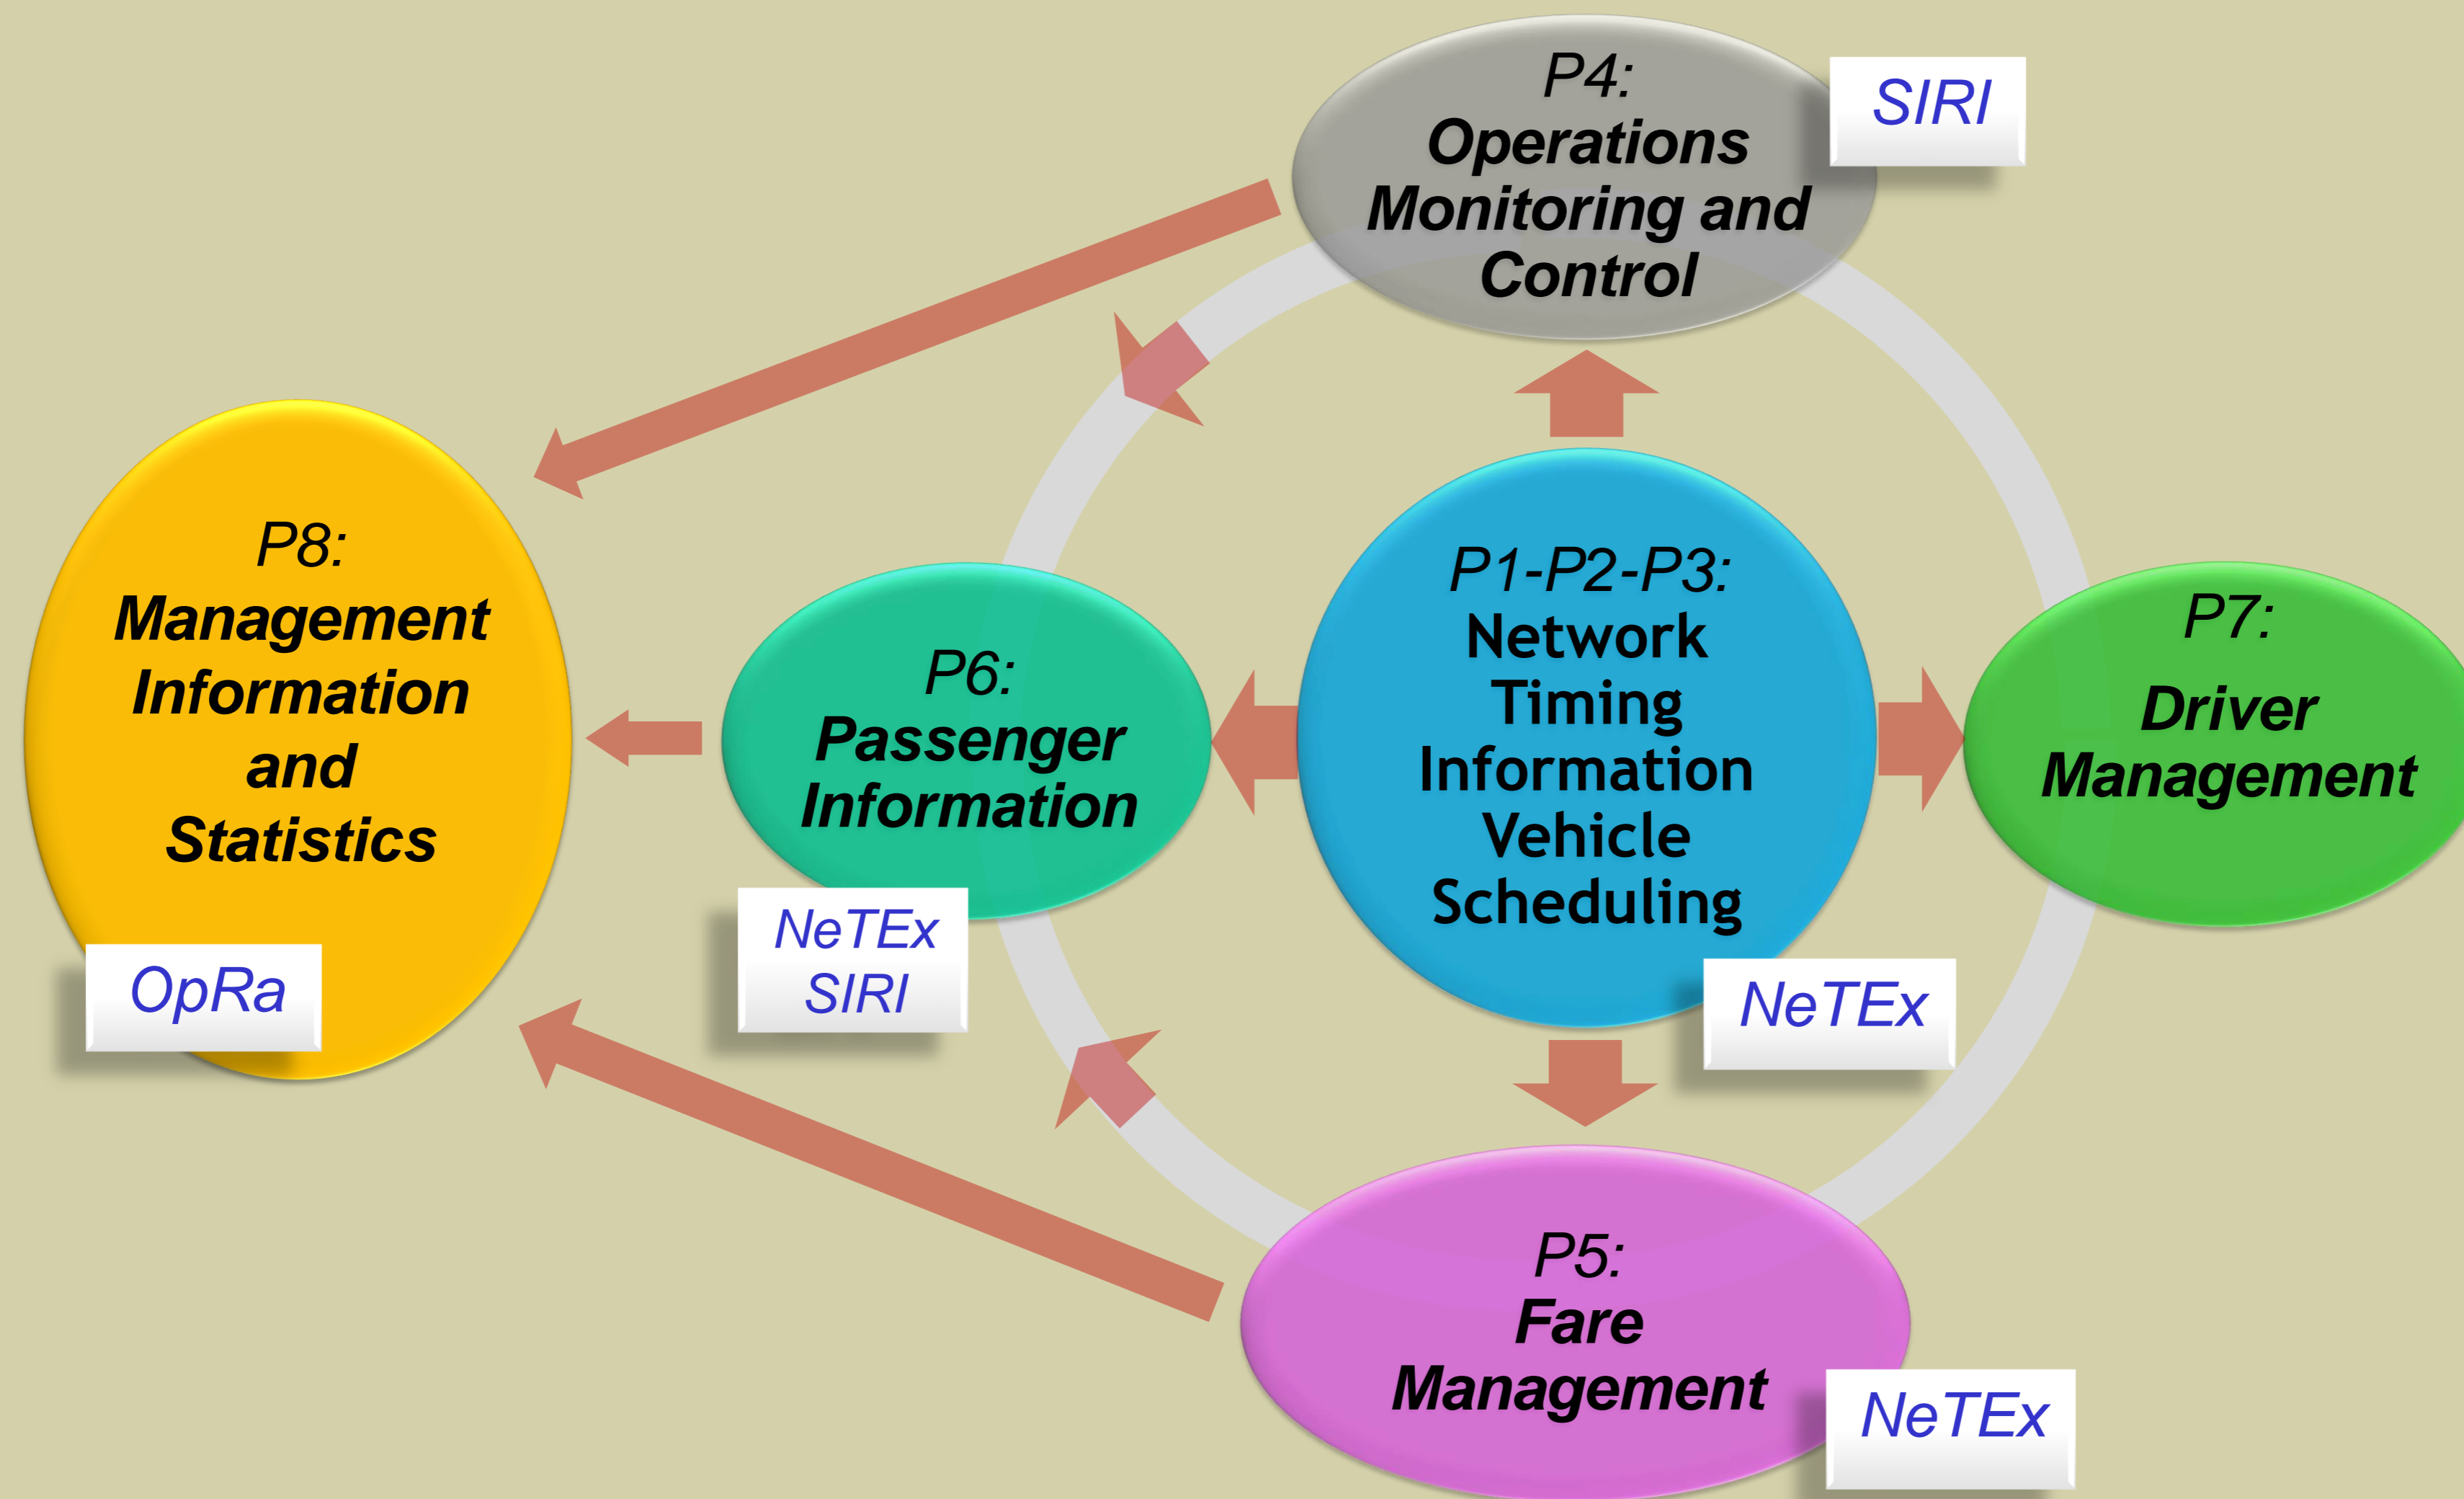 P4:
Operations
Monitoring and
Control
SIRI
P8:
Management
Information
and
Statistics
OpRa
P6:
Passenger
Information
NeTEx
SIRI
P1-P2-P3:
Network
Timing
Information
Vehicle
Scheduling
NeTEx
P7:
Driver
Management
P5:
Fare
Management
NeTEx